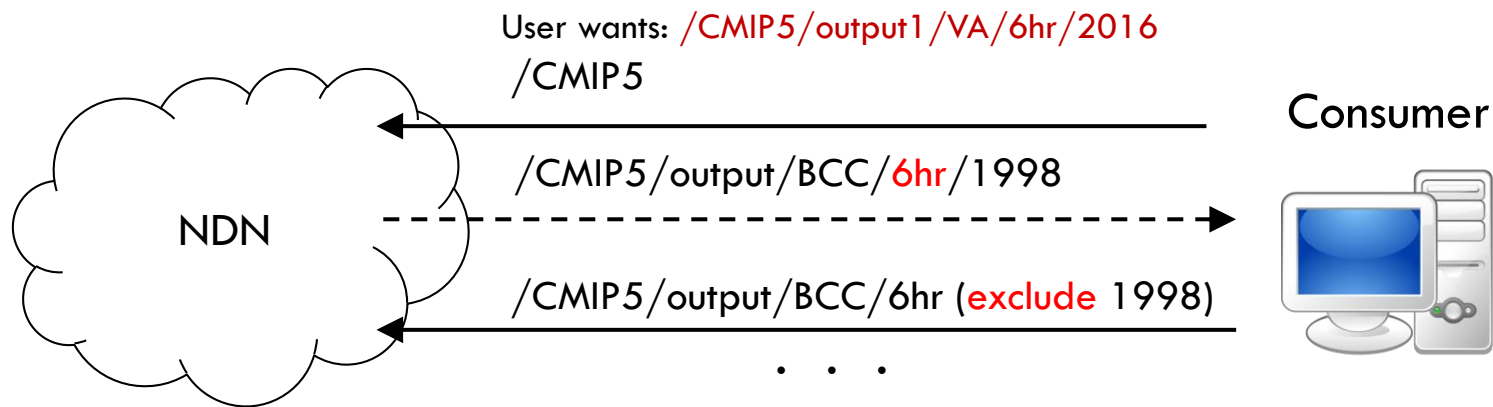 User wants: /CMIP5/output1/VA/6hr/2016
/CMIP5
Consumer
/CMIP5/output/BCC/6hr/1998
NDN
/CMIP5/output/BCC/6hr (exclude 1998)
. . .